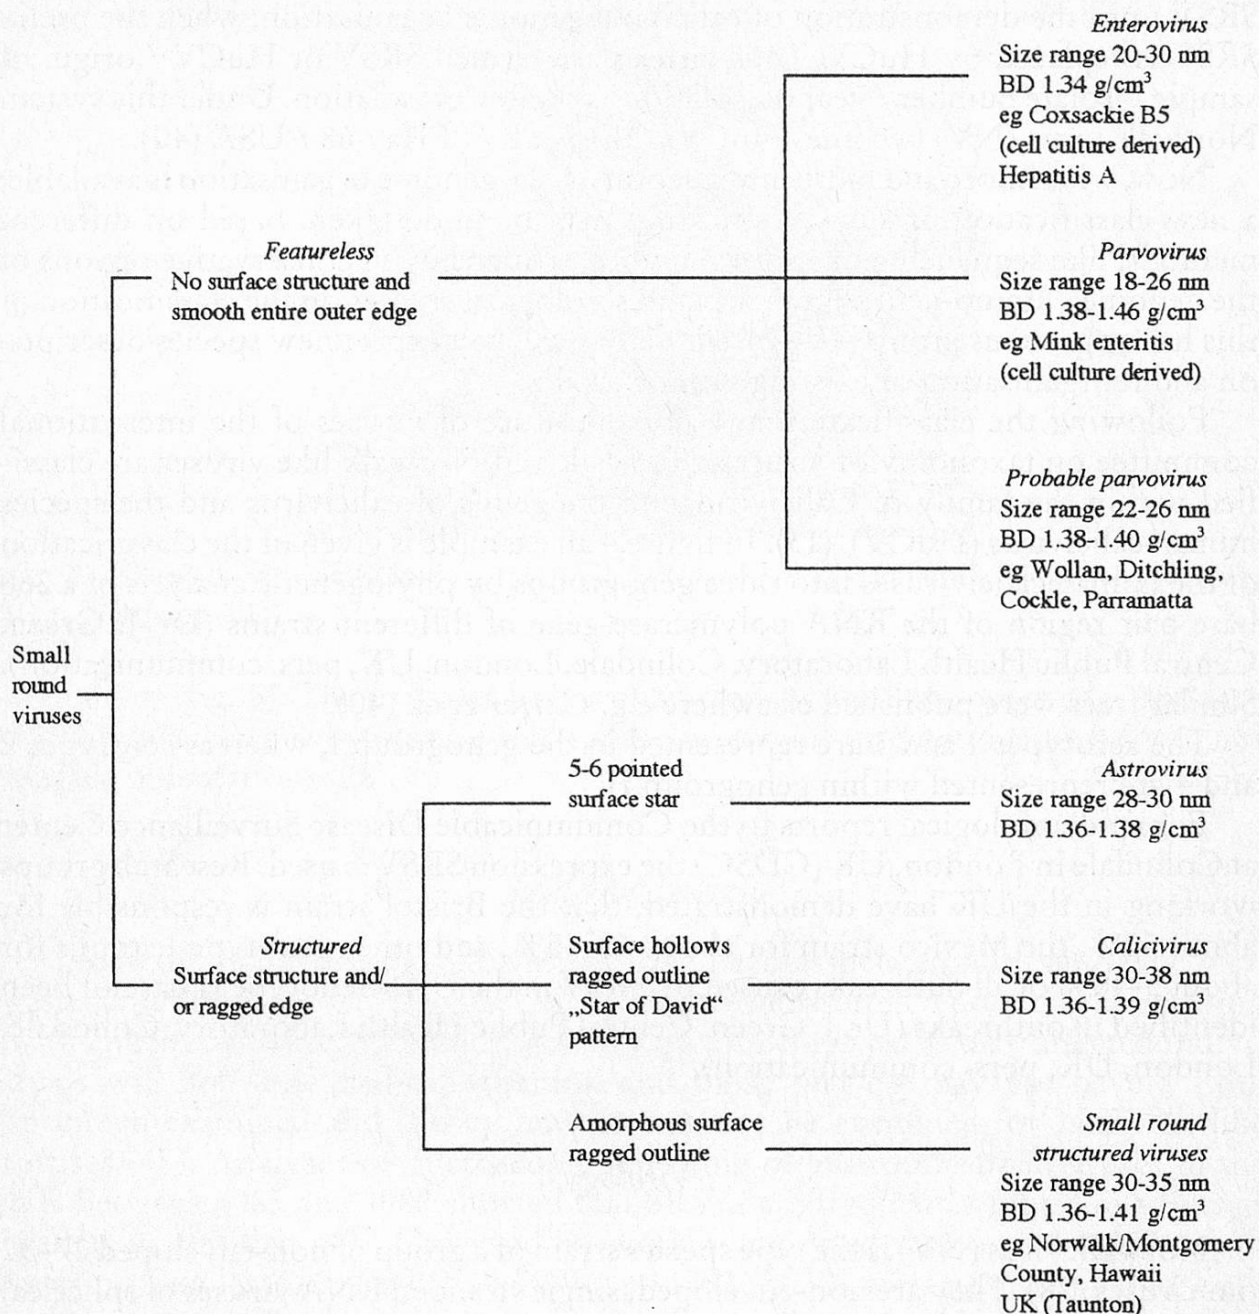 Enterovirus
Size range 20-30 nm
BD 1.34 g/cm³
eg Coxsackie B5
(cell culture derived)
Hepatitis A
Featureless
No surface structure and
smooth entire outer edge
Parvovirus
Size range 18-26 nm
BD 1.38-1.46 g/cm³
eg Mink enteritis
(cell culture derived)
Probable parvovirus
Size range 22-26 nm
BD 1.38-1.40 g/cm³
eg Wollan, Ditchling,
Cockle, Parramatta
Small
round
viruses
5-6 pointed
surface star
Astrovirus
Size range 28-30 nm
BD 1.36-1.38 g/cm³
Structured
Surface structure and/
or ragged edge
Surface hollows
ragged outline
„Star of David“
pattern
Calicivirus
Size range 30-38 nm
BD 1.36-1.39 g/cm³
Amorphous surface
ragged outline
Small round
structured viruses
Size range 30-35 nm
BD 1.36-1.41 g/cm³
eg Norwalk/Montgomery
County, Hawaii
UK (Taunton)